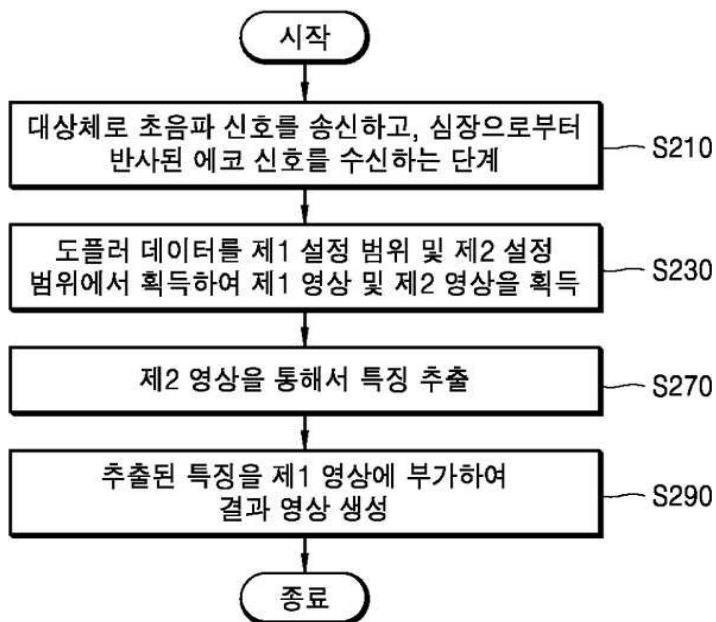 시작
대상체로 초음파 신호를 송신하고, 심장으로부터
반사된 에코 신호를 수신하는 단계
S210
도플러 데이터를 제1 설정 범위 및 제2 설정
범위에서 획득하여 제1 영상 및 제2 영상을 획득
S230
제2 영상을 통해서 특징 추출
S270
추출된 특징을 제1 영상에 부가하여
결과 영상 생성
S290
종료